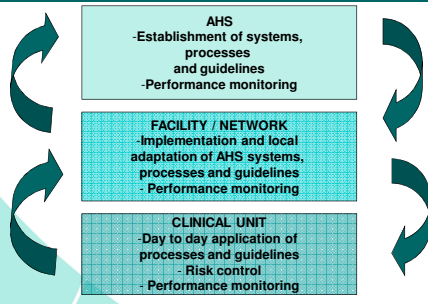 AHS
-Establishment of systems,
processes
and guidelines
-Performance monitoring
FACILITY / NETWORK
-Implementation and local
adaptation of AHS systems,
processes and guidelines
- Performance monitoring
CLINICAL UNIT
-Day to day application of
processes and guidelines
- Risk control
- Performance monitoring